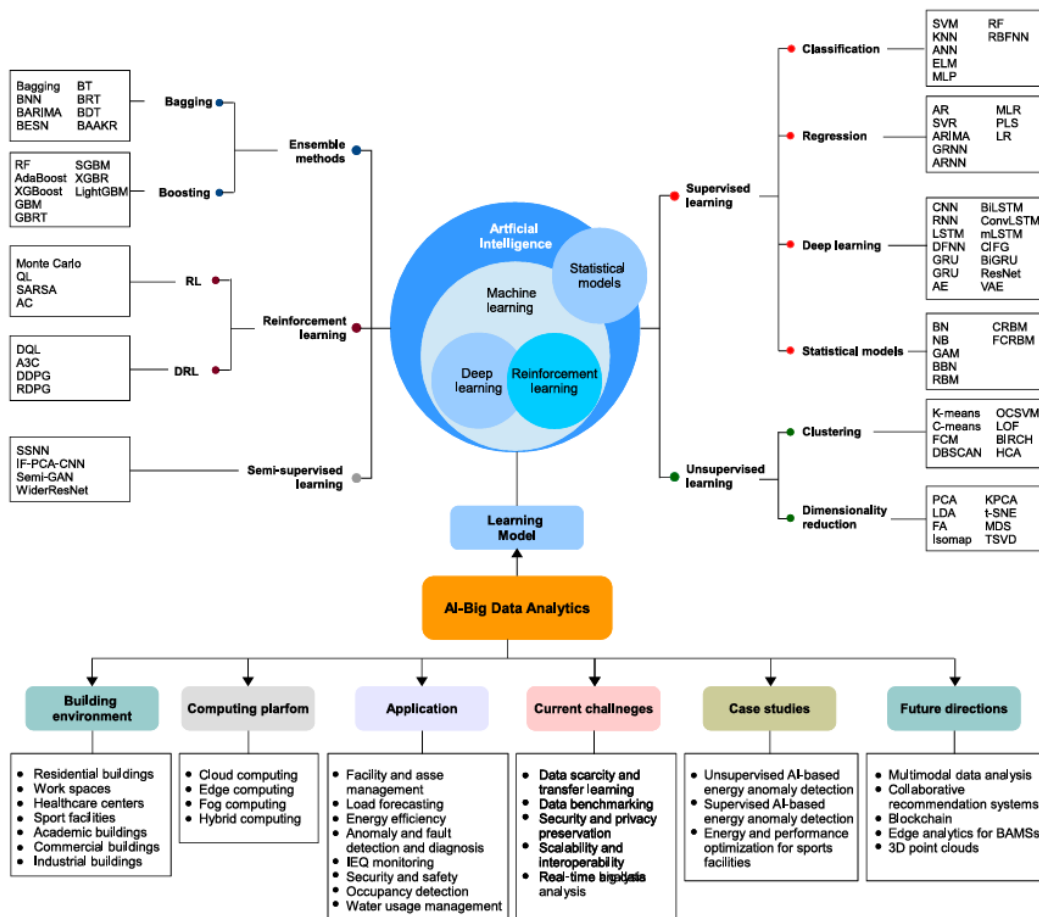 Bagging BT
BNN BRT
BARIMA BDT
BESN BAAKR
Bagging
RF SGBM
AdaBoost XGBR
XGBoost LightGBM
GBM
GBRT
Boosting
Ensemble
methods
Monte Carlo
QL
SARSA
AC
RL
DQL
A3C
DDPG
RDPG
DRL
Reinforcement
learning
SSNN
IF-PCA-CNN
Semi-GAN
WiderResNet
Semi-supervised
learning
Artficial
Intelligence
Statistical
models
Machine
learning
Deep
learning
Reinforcement
learning
Supervised
learning
Classification
SVM RF
KNN RBFNN
ANN
ELM
MLP
Regression
AR MLR
SVR PLS
ARIMA LR
GRNN
ARNN
Deep learning
CNN BiLSTM
RNN ConvLSTM
LSTM mLSTM
DFNN CIFG
GRU BiGRU
GRU ResNet
AE VAE
Statistical models
BN CRBM
NB FCRBM
GAM
BBN
RBM
Unsupervised
learning
Clustering
K-means OCSVM
C-means LOF
FCM BIRCH
DBSCAN HCA
Dimensionality
reduction
PCA KPCA
LDA t-SNE
FA MDS
Isomap TSVD
Learning
Model
AI-Big Data Analytics
Building
environment
Residential buildings
Work spaces
Healthcare centers
Sport facilities
Academic buildings
Commercial buildings
Industrial buildings
Computing plarfom
Cloud computing
Edge computing
Fog computing
Hybrid computing
Application
Facility and asse
management
Load forecasting
Energy efficiency
Anomaly and fault
detection and diagnosis
IEQ monitoring
Security and safety
Occupancy detection
Water usage management
Current challneges
Data scarcity and
transfer learning
Data benchmarking
Security and privacy
preservation
Scalability and
interoperability
Real-time
analysis
Case studies
Unsupervised AI-based
energy anomaly detection
Supervised AI-based
energy anomaly detection
Energy and performance
optimization for sports
facilities
Future directions
Multimodal data analysis
Collaborative
recommendation systems
Blockchain
Edge analytics for BAMSs
3D point clouds